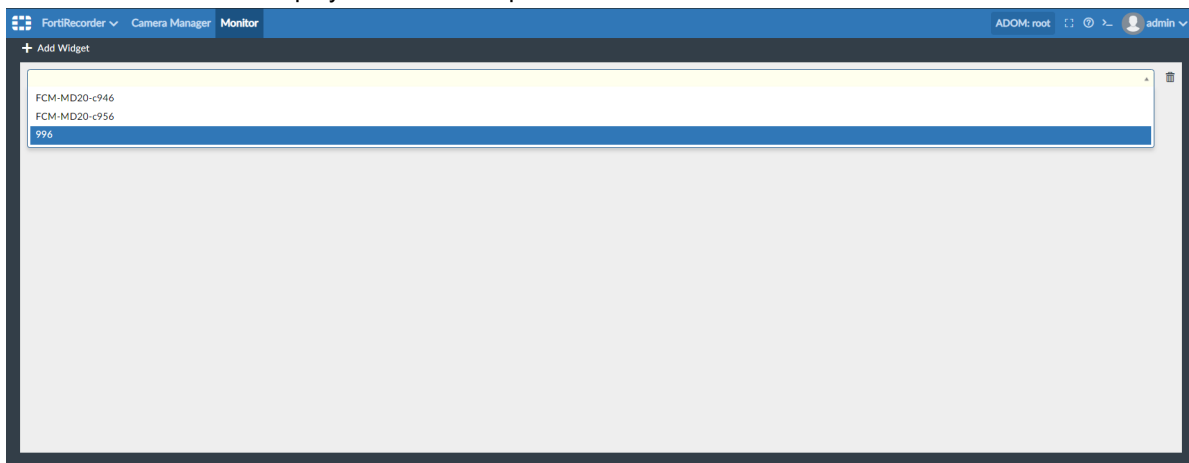 FortiRecorder Camera Manager Monitor ADOM: root admin
+ Add Widget
FCM-MD20-c946
FCM-MD20-c956
996